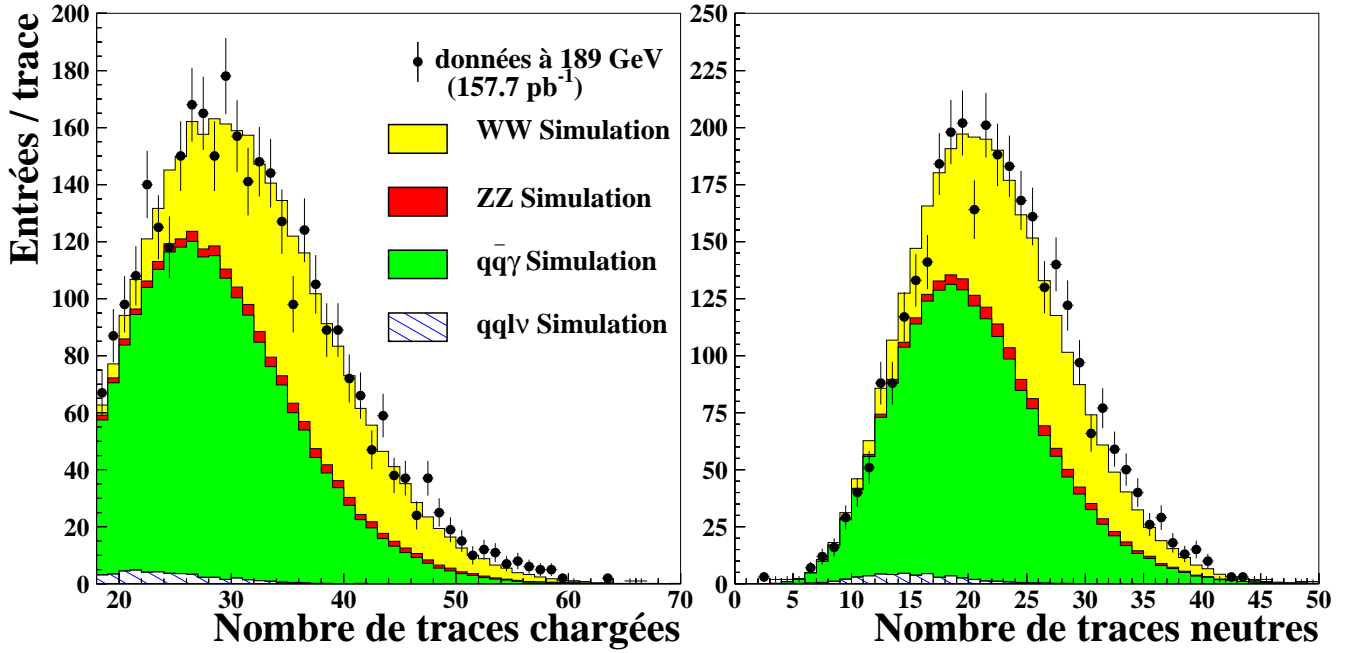 Entrées / trace
200
180
160
140
120
100
80
60
40
20
0
20 30 40 50 60 70
Nombre de traces chargées
données à 189 GeV
(157.7 pb⁻¹)
WW Simulation
ZZ Simulation
qq̄γ Simulation
qqlν Simulation
250
225
200
175
150
125
100
75
50
25
0
0 5 10 15 20 25 30 35 40 45 50
Nombre de traces neutres